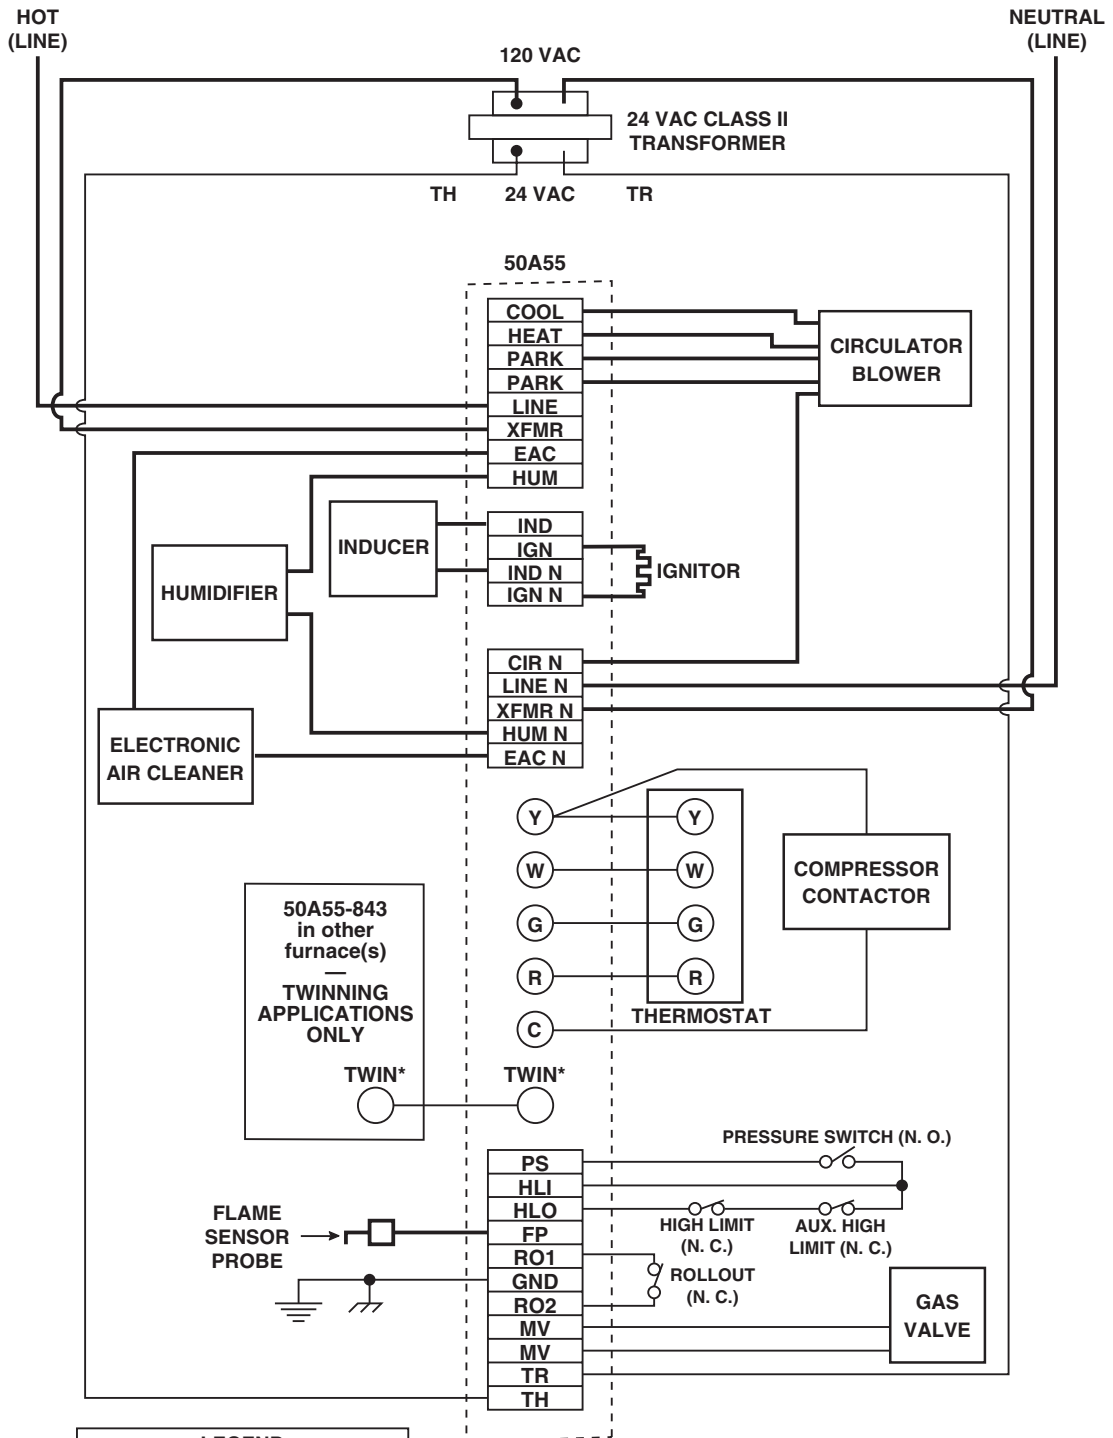 HOT
(LINE)
NEUTRAL
(LINE)
120 VAC
24 VAC CLASS II
TRANSFORMER
TH
24 VAC
TR
50A55
COOL
HEAT
PARK
PARK
LINE
XFMR
EAC
HUM
CIRCULATOR
BLOWER
INDUCER
HUMIDIFIER
IND
IGN
IND N
IGN N
IGNITOR
CIR N
LINE N
XFMR N
HUM N
EAC N
ELECTRONIC
AIR CLEANER
Y
W
G
R
C
Y
W
G
R
THERMOSTAT
COMPRESSOR
CONTACTOR
50A55-843
in other
furnace(s)
—
TWINNING
APPLICATIONS
ONLY
TWIN*
TWIN*
PRESSURE SWITCH (N. O.)
PS
HLI
HLO
FP
RO1
GND
RO2
MV
MV
TR
TH
HIGH LIMIT
(N. C.)
AUX. HIGH
LIMIT (N. C.)
ROLLOUT
(N. C.)
FLAME
SENSOR
PROBE
GAS
VALVE
LEGEND